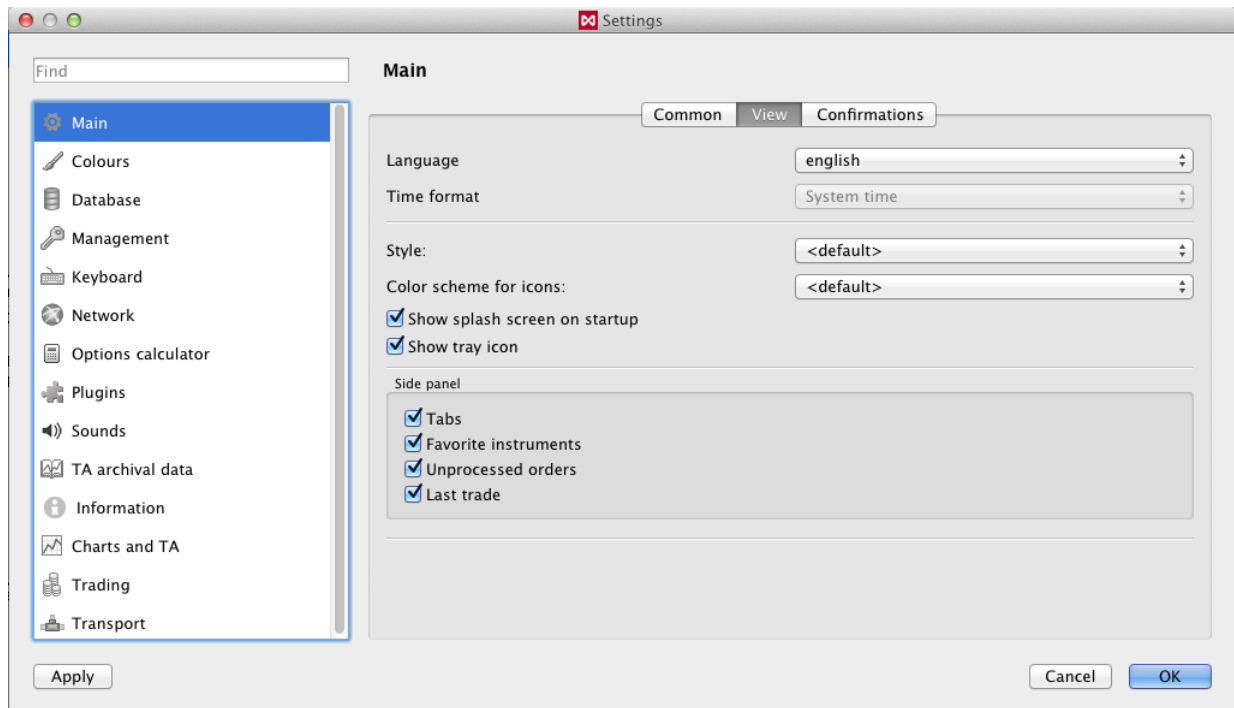 Settings
Find
Main
Colours
Database
Management
Keyboard
Network
Options calculator
Plugins
Sounds
TA archival data
Information
Charts and TA
Trading
Transport
Main
Common View Confirmations
Language english
Time format System time
Style: <default>
Color scheme for icons: <default>
Show splash screen on startup
Show tray icon
Side panel
Tabs
Favorite instruments
Unprocessed orders
Last trade
Apply Cancel OK